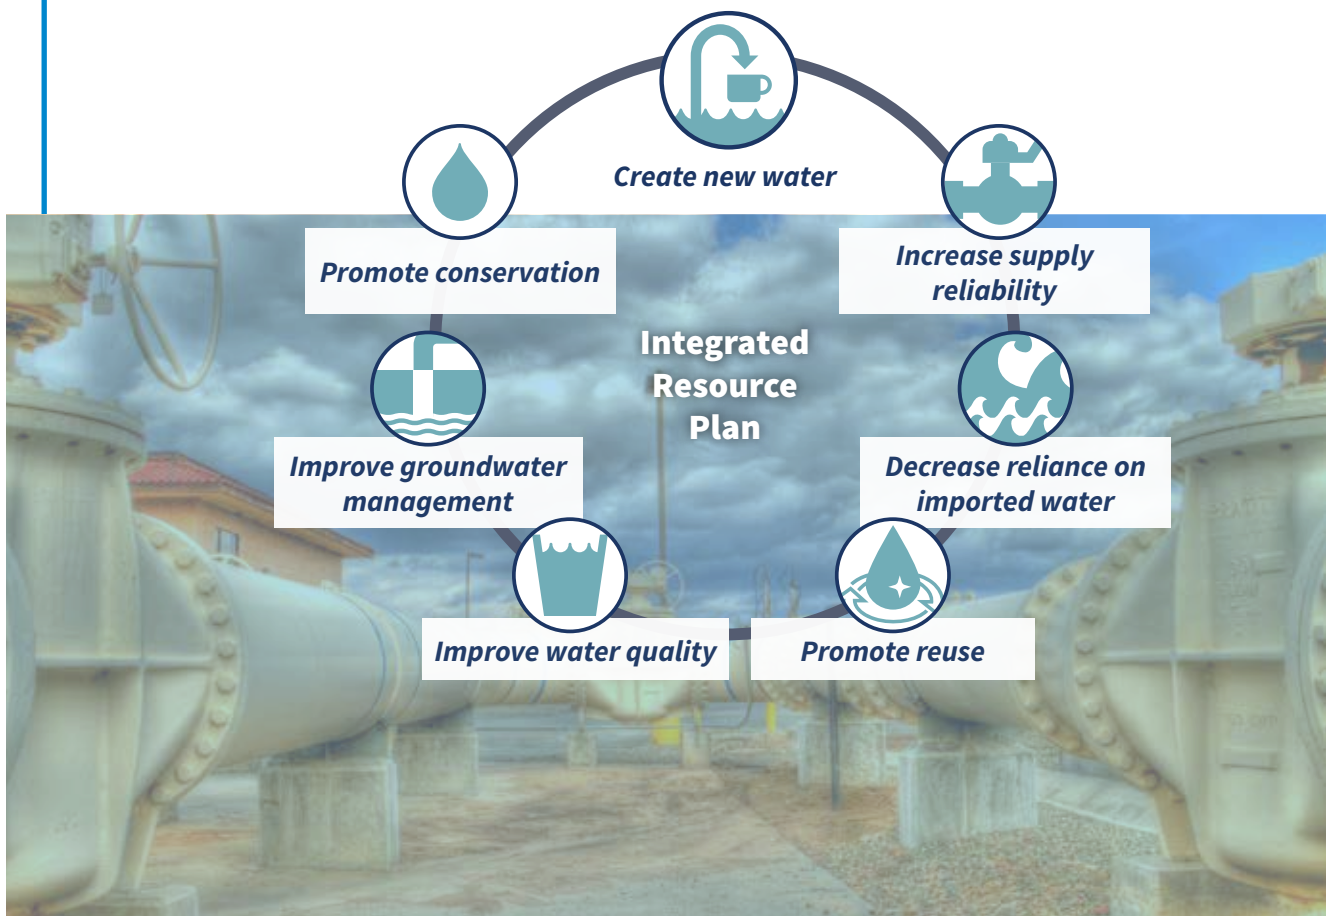 Create new water
Promote conservation
Increase supply
reliability
Integrated
Resource
Plan
Improve groundwater
management
Decrease reliance on
imported water
Improve water quality
Promote reuse